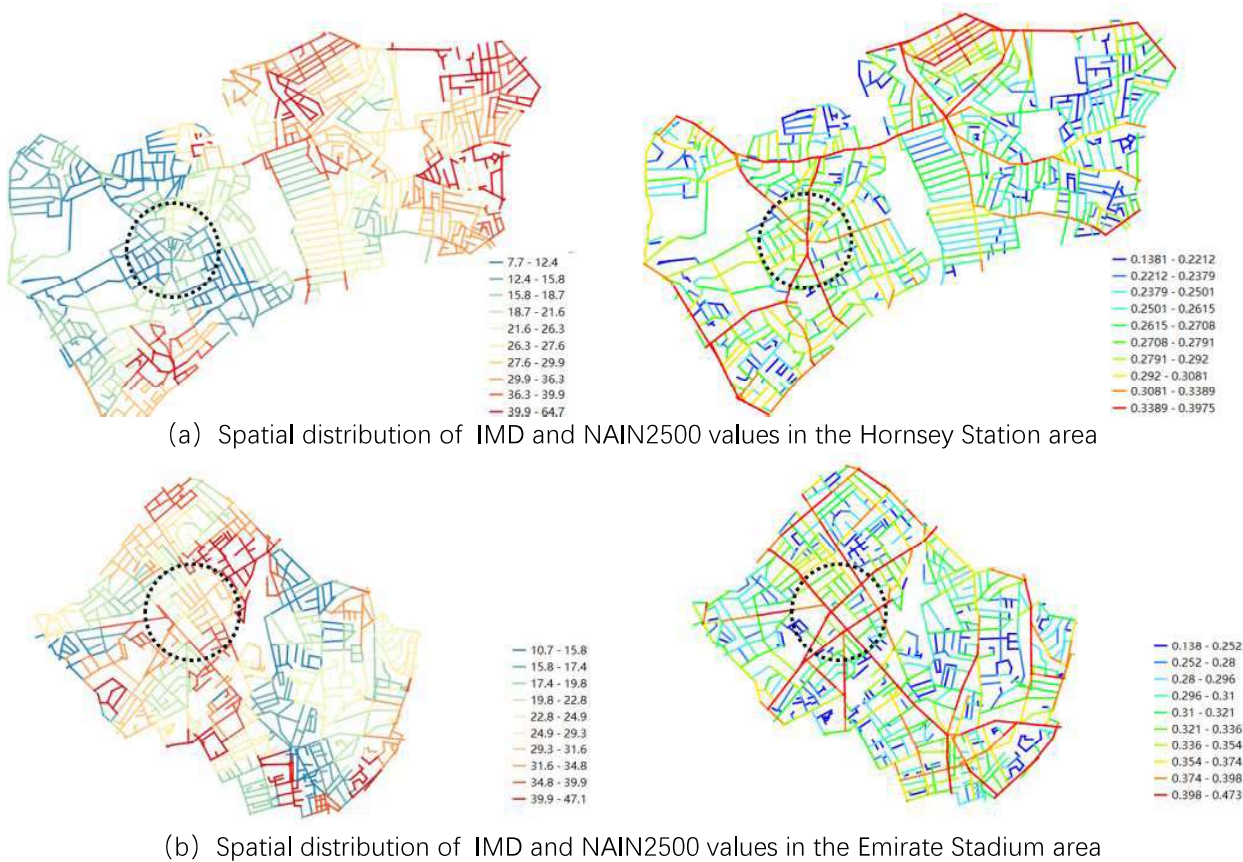 7.7 - 12.4
12.4 - 15.8
15.8 - 18.7
18.7 - 21.6
21.6 - 26.3
26.3 - 27.6
27.6 - 29.9
29.9 - 36.3
36.3 - 39.9
39.9 - 64.7
0.1381 - 0.2212
0.2212 - 0.2379
0.2379 - 0.2501
0.2501 - 0.2615
0.2615 - 0.2708
0.2708 - 0.2791
0.2791 - 0.292
0.292 - 0.3081
0.3081 - 0.3389
0.3389 - 0.3975
(a) Spatial distribution of IMD and NAIN2500 values in the Hornsey Station area
10.7 - 15.8
15.8 - 17.4
17.4 - 19.8
19.8 - 22.8
22.8 - 24.9
24.9 - 29.3
29.3 - 31.6
31.6 - 34.8
34.8 - 39.9
39.9 - 47.1
0.138 - 0.252
0.252 - 0.28
0.28 - 0.296
0.296 - 0.31
0.31 - 0.321
0.321 - 0.336
0.336 - 0.354
0.354 - 0.374
0.374 - 0.398
0.398 - 0.473
(b) Spatial distribution of IMD and NAIN2500 values in the Emirate Stadium area